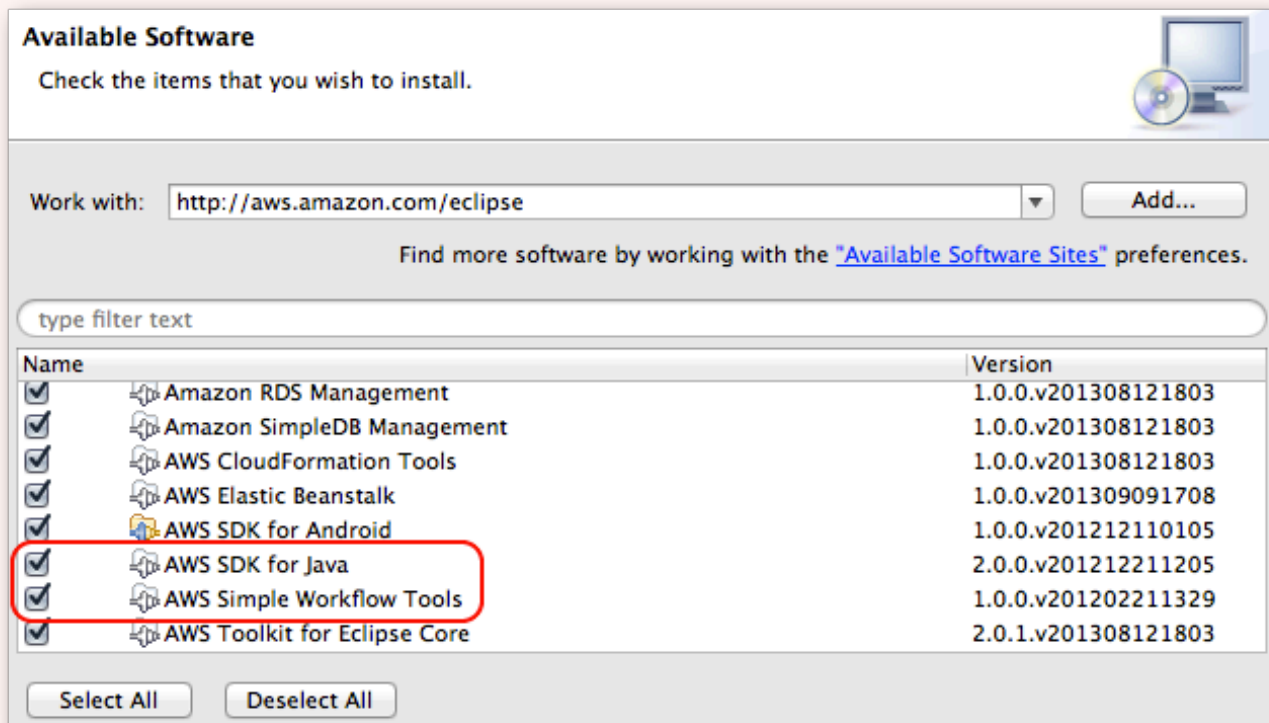 Available Software
Check the items that you wish to install.
Work with: http://aws.amazon.com/eclipse Add...
Find more software by working with the "Available Software Sites" preferences.
type filter text
Name Version
Amazon RDS Management 1.0.0.v201308121803
Amazon SimpleDB Management 1.0.0.v201308121803
AWS CloudFormation Tools 1.0.0.v201308121803
AWS Elastic Beanstalk 1.0.0.v201309091708
AWS SDK for Android 1.0.0.v201212110105
AWS SDK for Java 2.0.0.v201212211205
AWS Simple Workflow Tools 1.0.0.v201202211329
AWS Toolkit for Eclipse Core 2.0.1.v201308121803
Select All Deselect All